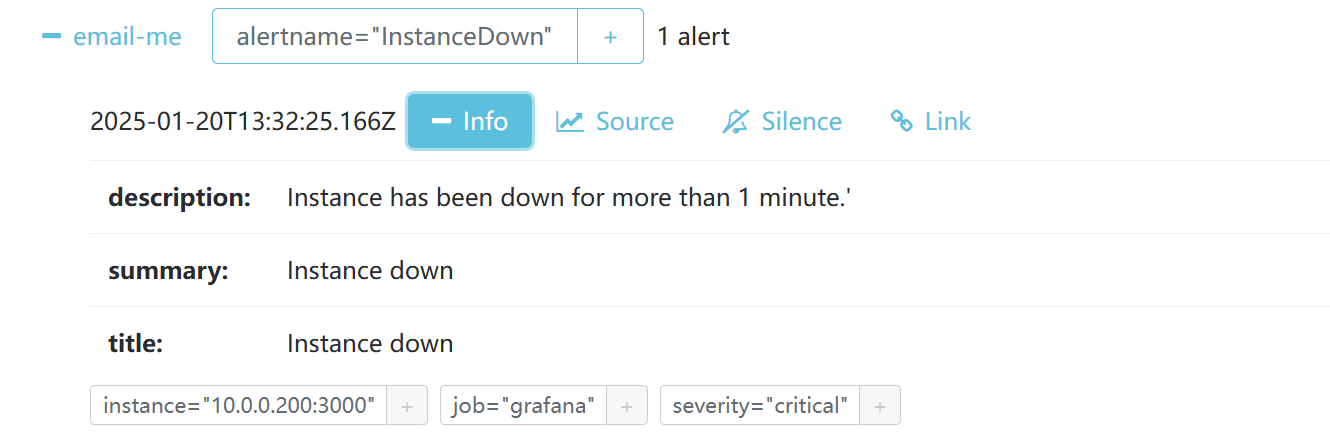 email-me alertname="InstanceDown" + 1 alert
2025-01-20T13:32:25.166Z Info Source Silence Link
description: Instance has been down for more than 1 minute.'
summary: Instance down
title: Instance down
instance="10.0.0.200:3000" + job="grafana" + severity="critical" +